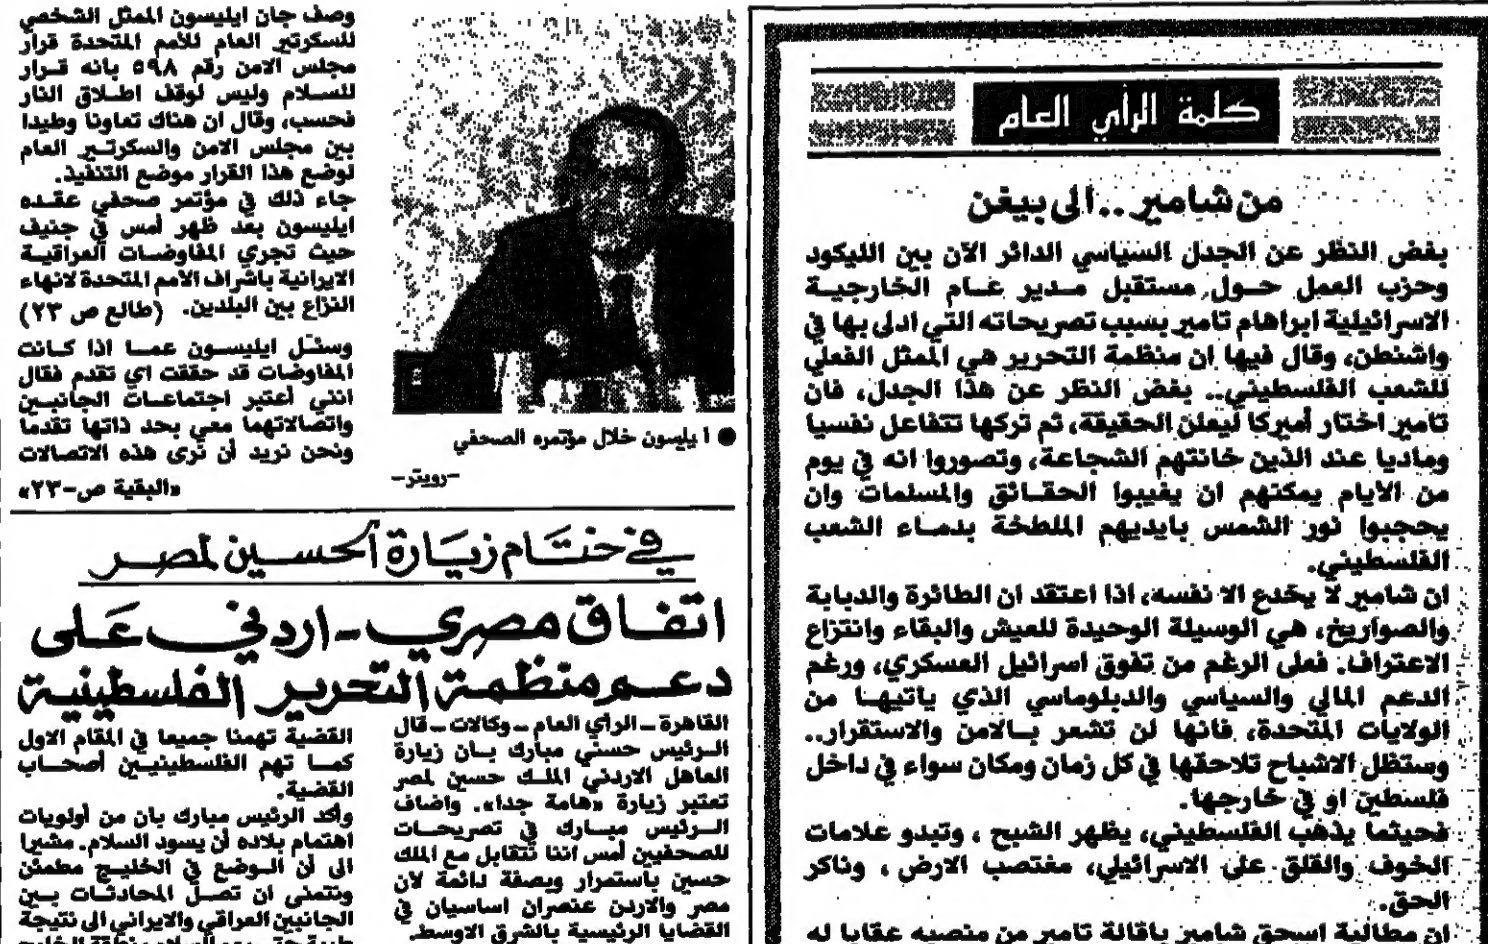 كلمة الرأي العام
من شامير .. الى بيغن
بغض النظر عن الجدل السياسي الدائر الآن بين الليكود
وحزب العمل حول مستقبل مدير عام الخارجية
الاسرائيلية ابراهام تامير بسبب تصريحاته التي ادلى بها في
واشنطن، وقال فيها ان منظمة التحرير هي الممثل الفعلي
للشعب الفلسطيني.. بغض النظر عن هذا الجدل، فان
تامير اختار أميركا ليعلن الحقيقة، ثم تركها تتفاعل نفسيا
وماديا عند الذين خانتهم الشجاعة، وتصوروا انه في يوم
من الأيام يمكنهم ان يغيبوا الحقائق والمسلمات وان
يحجبوا نور الشمس بايديهم الملطخة بدماء الشعب
الفلسطيني.
ان شامير لا يخدع الا نفسه، اذا اعتقد ان الطائرة والدبابة
والصواريخ، هي الوسيلة الوحيدة للعيش والبقاء وانتزاع
الاعتراف. فعلى الرغم من تفوق اسرائيل العسكري، ورغم
الدعم المالي والسياسي والدبلوماسي الذي ياتيها من
الولايات المتحدة، فانها لن تشعر بالامن والاستقرار..
وستظل الاشباح تلاحقها في كل زمان ومكان سواء في داخل
فلسطين او في خارجها.
فحيثما يذهب الفلسطيني، يظهر الشبح ، وتبدو علامات
الخوف والقلق على الاسرائيلي، مغتصب الارض ، وناكر
الحق.
ان مطالبة اسحق شامير باقالة تامير من منصبه عقابا له
● ايليسون خلال مؤتمره الصحفي
–رويتر–
وصف جان ايليسون الممثل الشخصي
للسكرتير العام للأمم المتحدة قرار
مجلس الامن رقم ٥٩٨ بانه قرار
للسلام وليس لوقف اطلاق النار
فحسب، وقال ان هناك تعاونا وطيدا
بين مجلس الامن والسكرتير العام
لوضع هذا القرار موضع التنفيذ.
جاء ذلك في مؤتمر صحفي عقده
ايليسون بعد ظهر أمس في جنيف
حيث تجري المفاوضات العراقية
الايرانية باشراف الامم المتحدة لانهاء
النزاع بين البلدين. (طالع ص ٢٣)
وسئل ايليسون عما اذا كانت
المفاوضات قد حققت اي تقدم فقال
انني أعتبر اجتماعات الجانبين
واتصالاتهما معي بحد ذاتها تقدما
ونحن نريد أن نرى هذه الاتصالات
«البقية ص–٢٣»
في ختام زيارة الحسين لمصر
اتفاق مصري - اردني على
دعم منظمة التحرير الفلسطينية
القاهرة – الرأي العام – وكالات – قال
الرئيس حسني مبارك بان زيارة
العاهل الاردني الملك حسين لمصر
تعتبر زيارة «هامة جدا». واضاف
الرئيس مبارك في تصريحات
للصحفيين أمس اننا نتقابل مع الملك
حسين باستمرار وبصفة دائمة لان
مصر والاردن عنصران اساسيان في
القضايا الرئيسية بالشرق الاوسط.
القضية تهمنا جميعا في المقام الاول
كما تهم الفلسطينيين أصحاب
القضية.
وأكد الرئيس مبارك بان من أولويات
اهتمام بلاده أن يسود السلام. مشيرا
الى أن الوضع في الخليج مطمئن
ونتمنى ان تصل المحادثات بين
الجانبين العراقي والايراني الى نتيجة